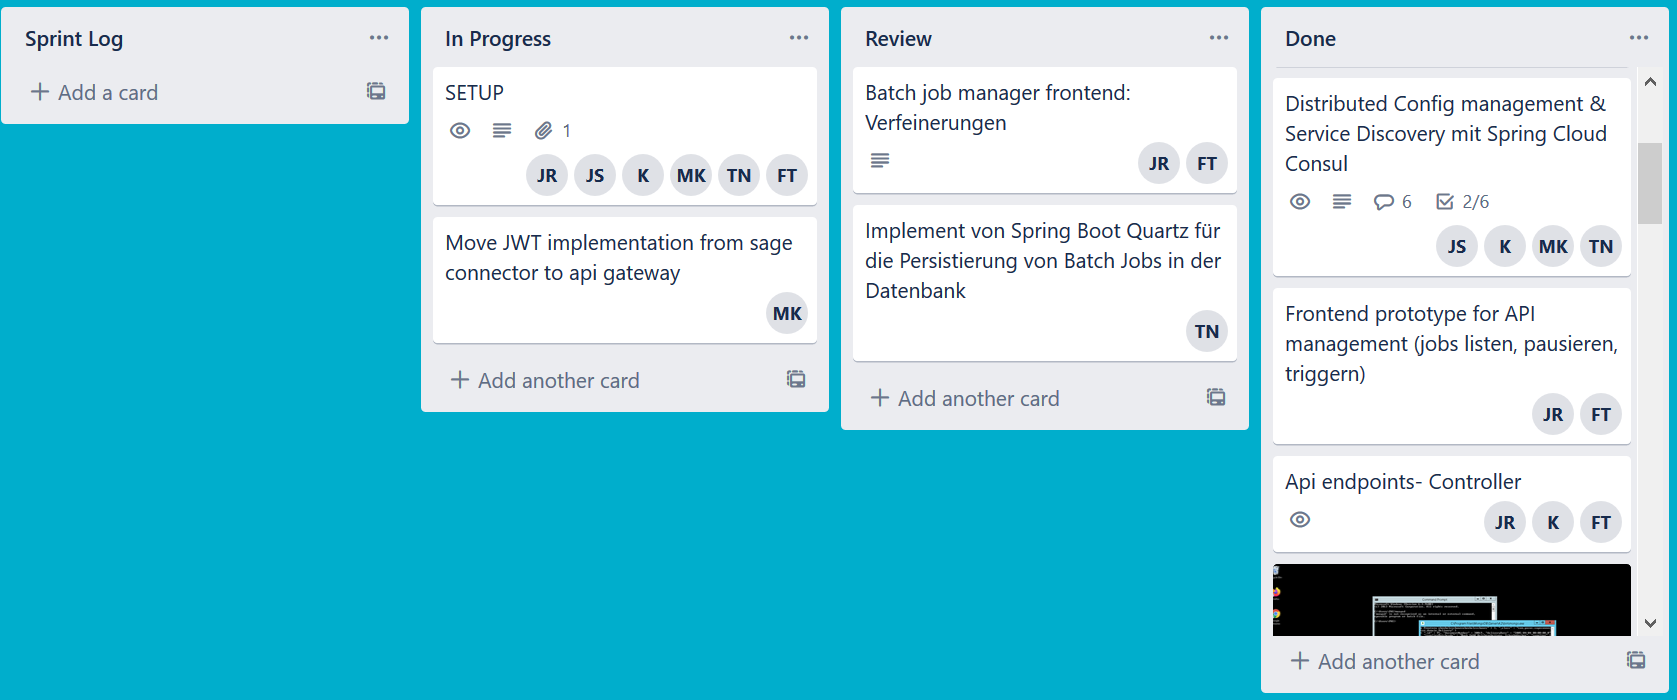 Sprint Log
Add a card
In Progress
SETUP
1
JR JS K MK TN FT
Move JWT implementation from sage
connector to api gateway
MK
Add another card
Review
Batch job manager frontend:
Verfeinerungen
JR FT
Implement von Spring Boot Quartz für
die Persistierung von Batch Jobs in der
Datenbank
TN
Add another card
Done
Distributed Config management &
Service Discovery mit Spring Cloud
Consul
6 2/6
JS K MK TN
Frontend prototype for API
management (jobs listen, pausieren,
triggern)
JR FT
Api endpoints- Controller
JR K FT
Add another card